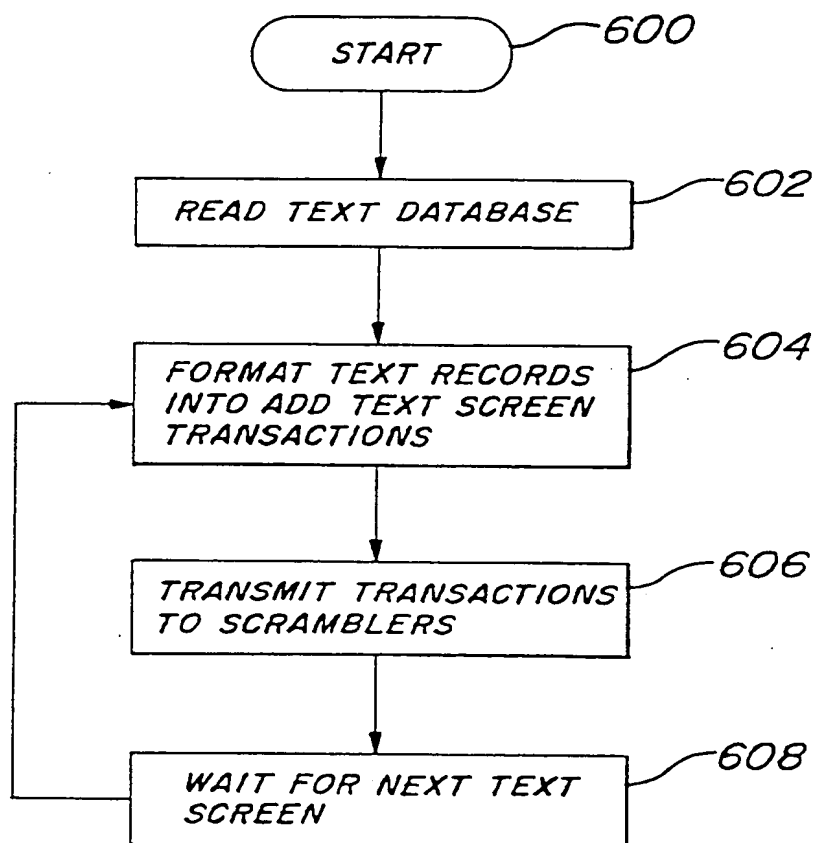 START
600
READ TEXT DATABASE
602
FORMAT TEXT RECORDS
INTO ADD TEXT SCREEN
TRANSACTIONS
604
TRANSMIT TRANSACTIONS
TO SCRAMBLERS
606
WAIT FOR NEXT TEXT
SCREEN
608